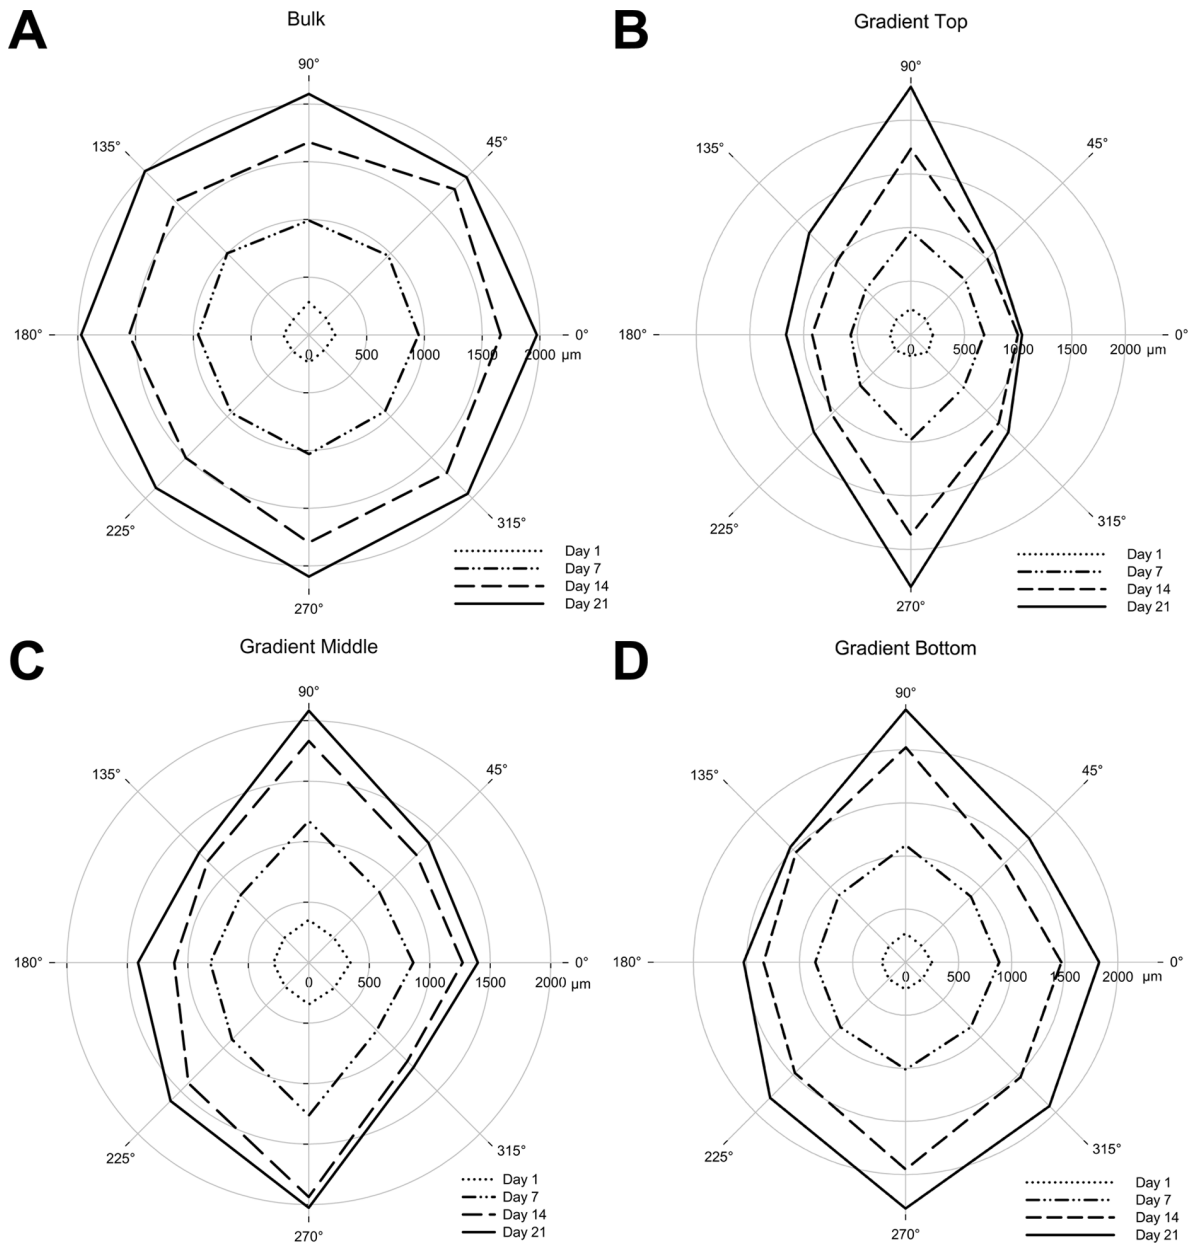 A
Bulk
90°
135°
45°
180°
0°
0 500 1000 1500 2000 µm
225°
315°
270°
Day 1
Day 7
Day 14
Day 21
B
Gradient Top
90°
135°
45°
180°
0°
0 500 1000 1500 2000 µm
225°
315°
270°
Day 1
Day 7
Day 14
Day 21
C
Gradient Middle
90°
135°
45°
180°
0°
0 500 1000 1500 2000 µm
225°
315°
270°
Day 1
Day 7
Day 14
Day 21
D
Gradient Bottom
90°
135°
45°
180°
0°
0 500 1000 1500 2000 µm
225°
315°
270°
Day 1
Day 7
Day 14
Day 21